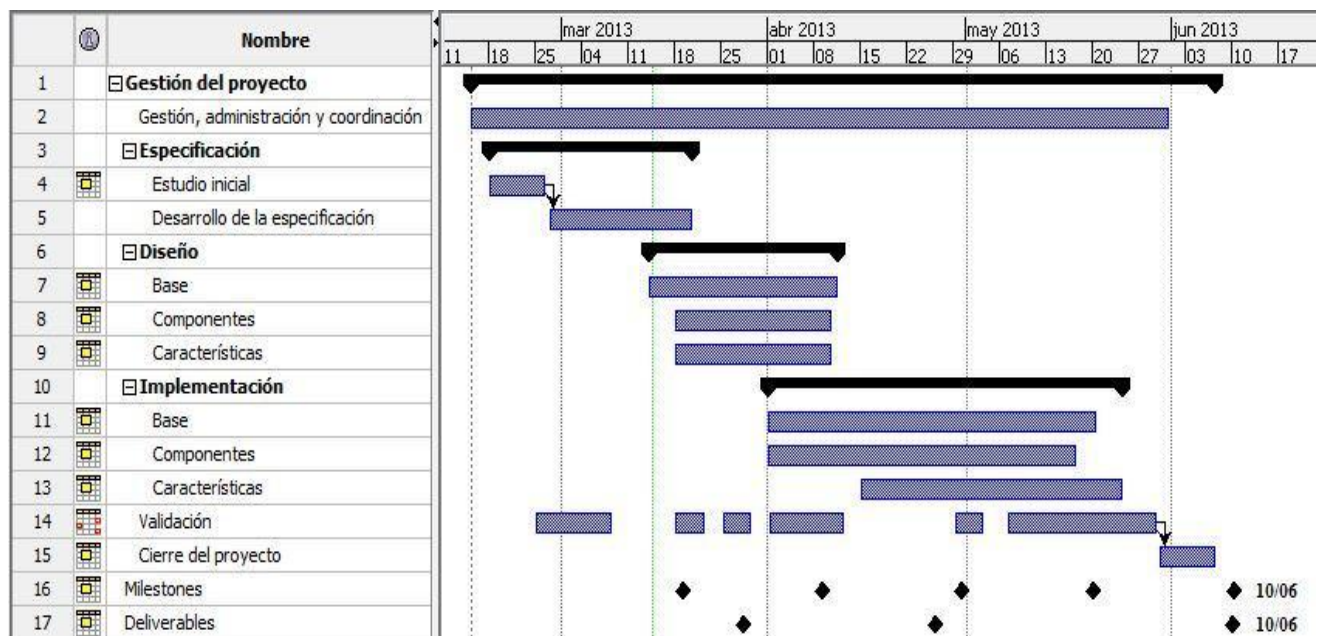 Nombre
mar 2013 abr 2013 may 2013 jun 2013
11 18 25 04 11 18 25 01 08 15 22 29 06 13 20 27 03 10 17
1 Gestión del proyecto
2 Gestión, administración y coordinación
3 Especificación
4 Estudio inicial
5 Desarrollo de la especificación
6 Diseño
7 Base
8 Componentes
9 Características
10 Implementación
11 Base
12 Componentes
13 Características
14 Validación
15 Cierre del proyecto
16 Milestones 10/06
17 Deliverables 10/06